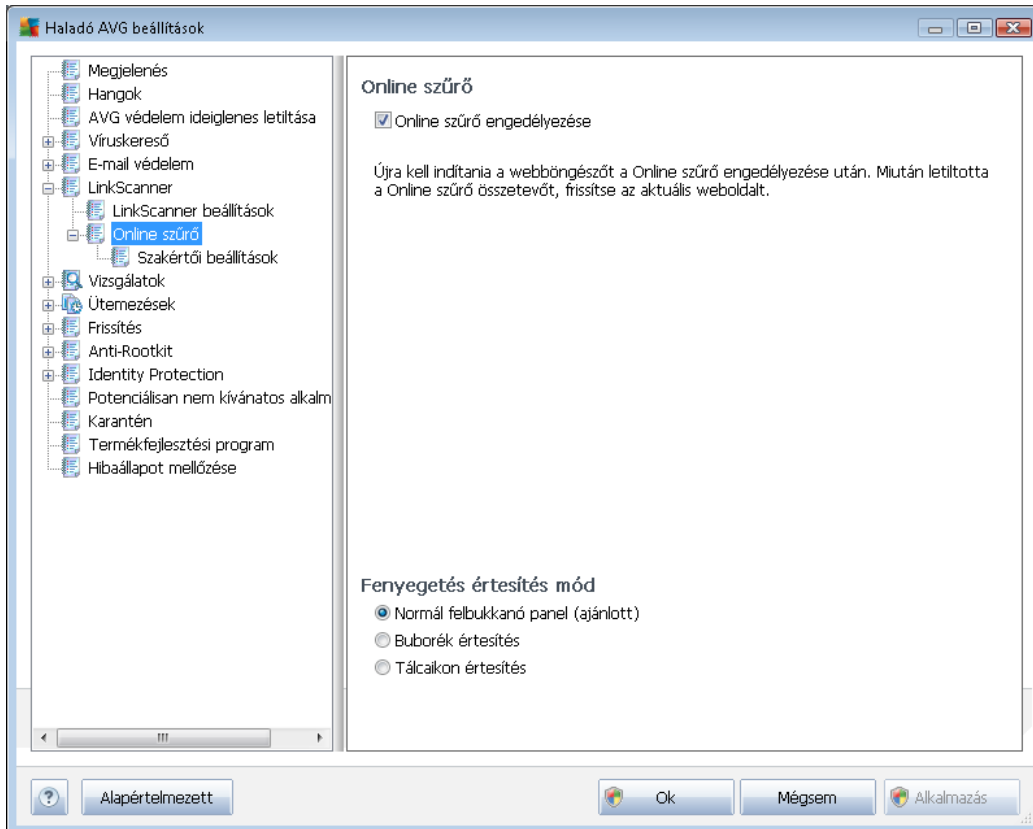 Haladó AVG beállítások
Megjelenés
Hangok
AVG védelem ideiglenes letiltása
Víruskereső
E-mail védelem
LinkScanner
LinkScanner beállítások
Online szűrő
Szakértői beállítások
Vizsgálatok
Ütemezések
Frissítés
Anti-Rootkit
Identity Protection
Potenciálisan nem kívánatos alkalm
Karantén
Termékfejlesztési program
Hibaállapot mellőzése
Online szűrő
Online szűrő engedélyezése
Újra kell indítania a webböngészőt a Online szűrő engedélyezése után. Miután letiltotta
a Online szűrő összetevőt, frissítse az aktuális weboldalt.
Fenyegetés értesítés mód
Normál felbukkanó panel (ajánlott)
Buborék értesítés
Tálcaikon értesítés
? Alapértelmezett Ok Mégsem Alkalmazás